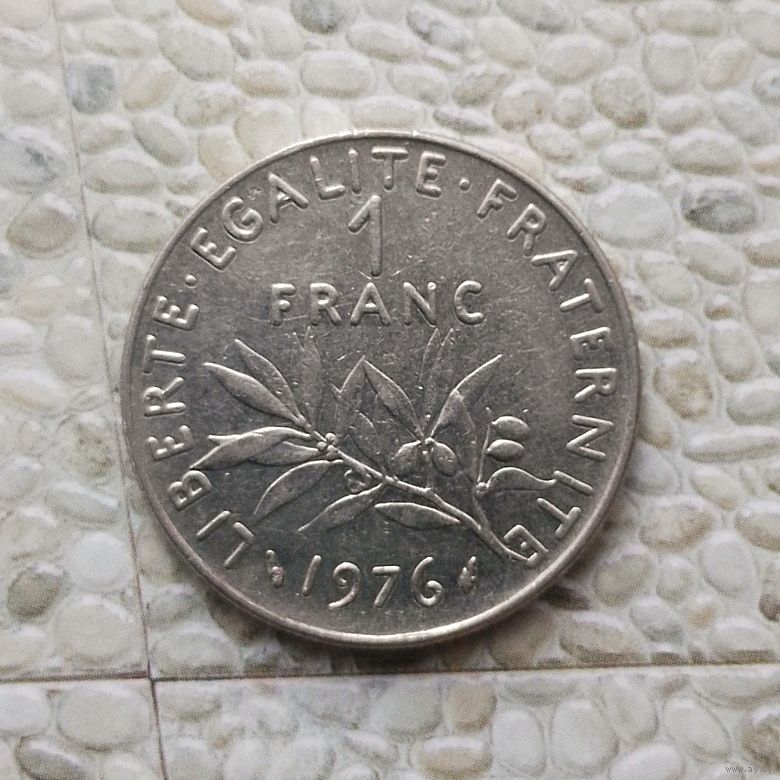 LIBERTE · EGALITE · FRATERNITE
1
FRANC
1976